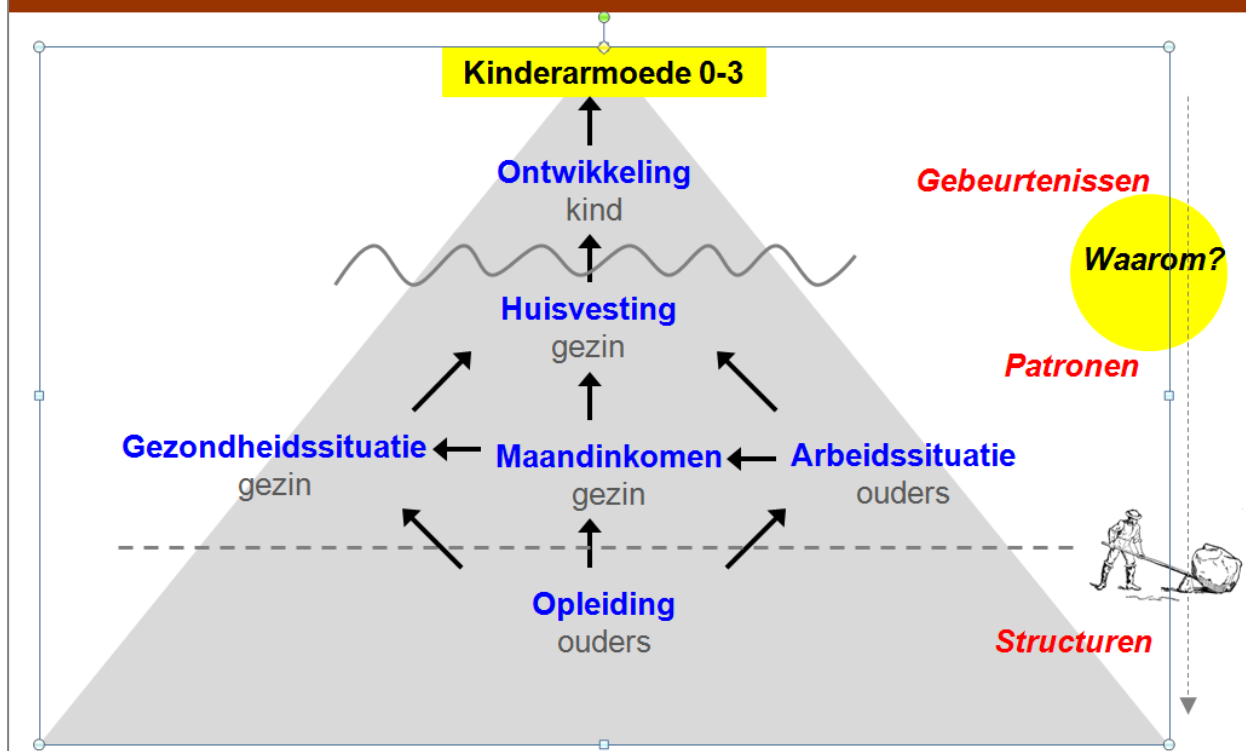 Kinderarmoede 0-3
Ontwikkeling
kind
Gebeurtenissen
Waarom?
Huisvesting
gezin
Patronen
Gezondheidssituatie
gezin
Maandinkomen
gezin
Arbeidssituatie
ouders
Opleiding
ouders
Structuren